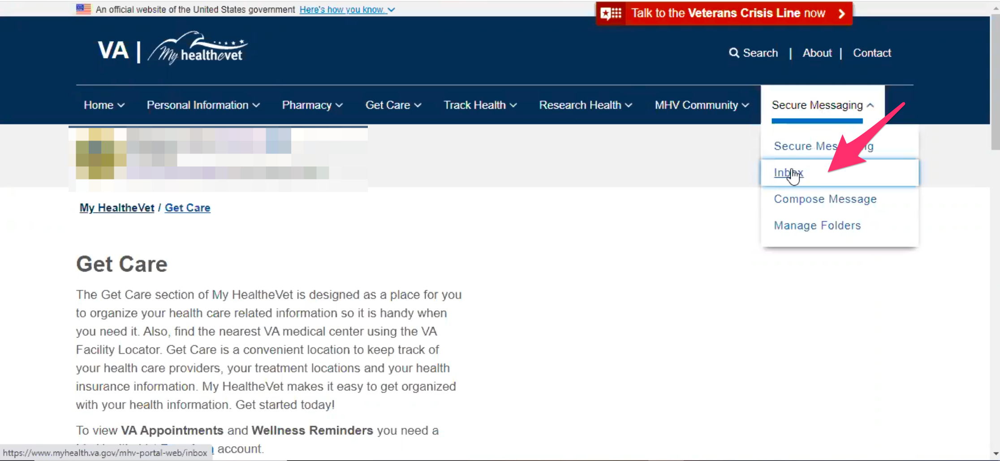 An official website of the United States government Here's how you know.
Talk to the Veterans Crisis Line now
VA | My healthevet
Search | About | Contact
Home Personal Information Pharmacy Get Care Track Health Research Health MHV Community Secure Messaging
Secure
Inbox
Compose Message
Manage Folders
My HealtheVet / Get Care
Get Care
The Get Care section of My HealtheVet is designed as a place for you
to organize your health care related information so it is handy when
you need it. Also, find the nearest VA medical center using the VA
Facility Locator. Get Care is a convenient location to keep track of
your health care providers, your treatment locations and your health
insurance information. My HealtheVet makes it easy to get organized
with your health information. Get started today!
To view VA Appointments and Wellness Reminders you need a
account.
https://www.myhealth.va.gov/mhv-portal-web/inbox